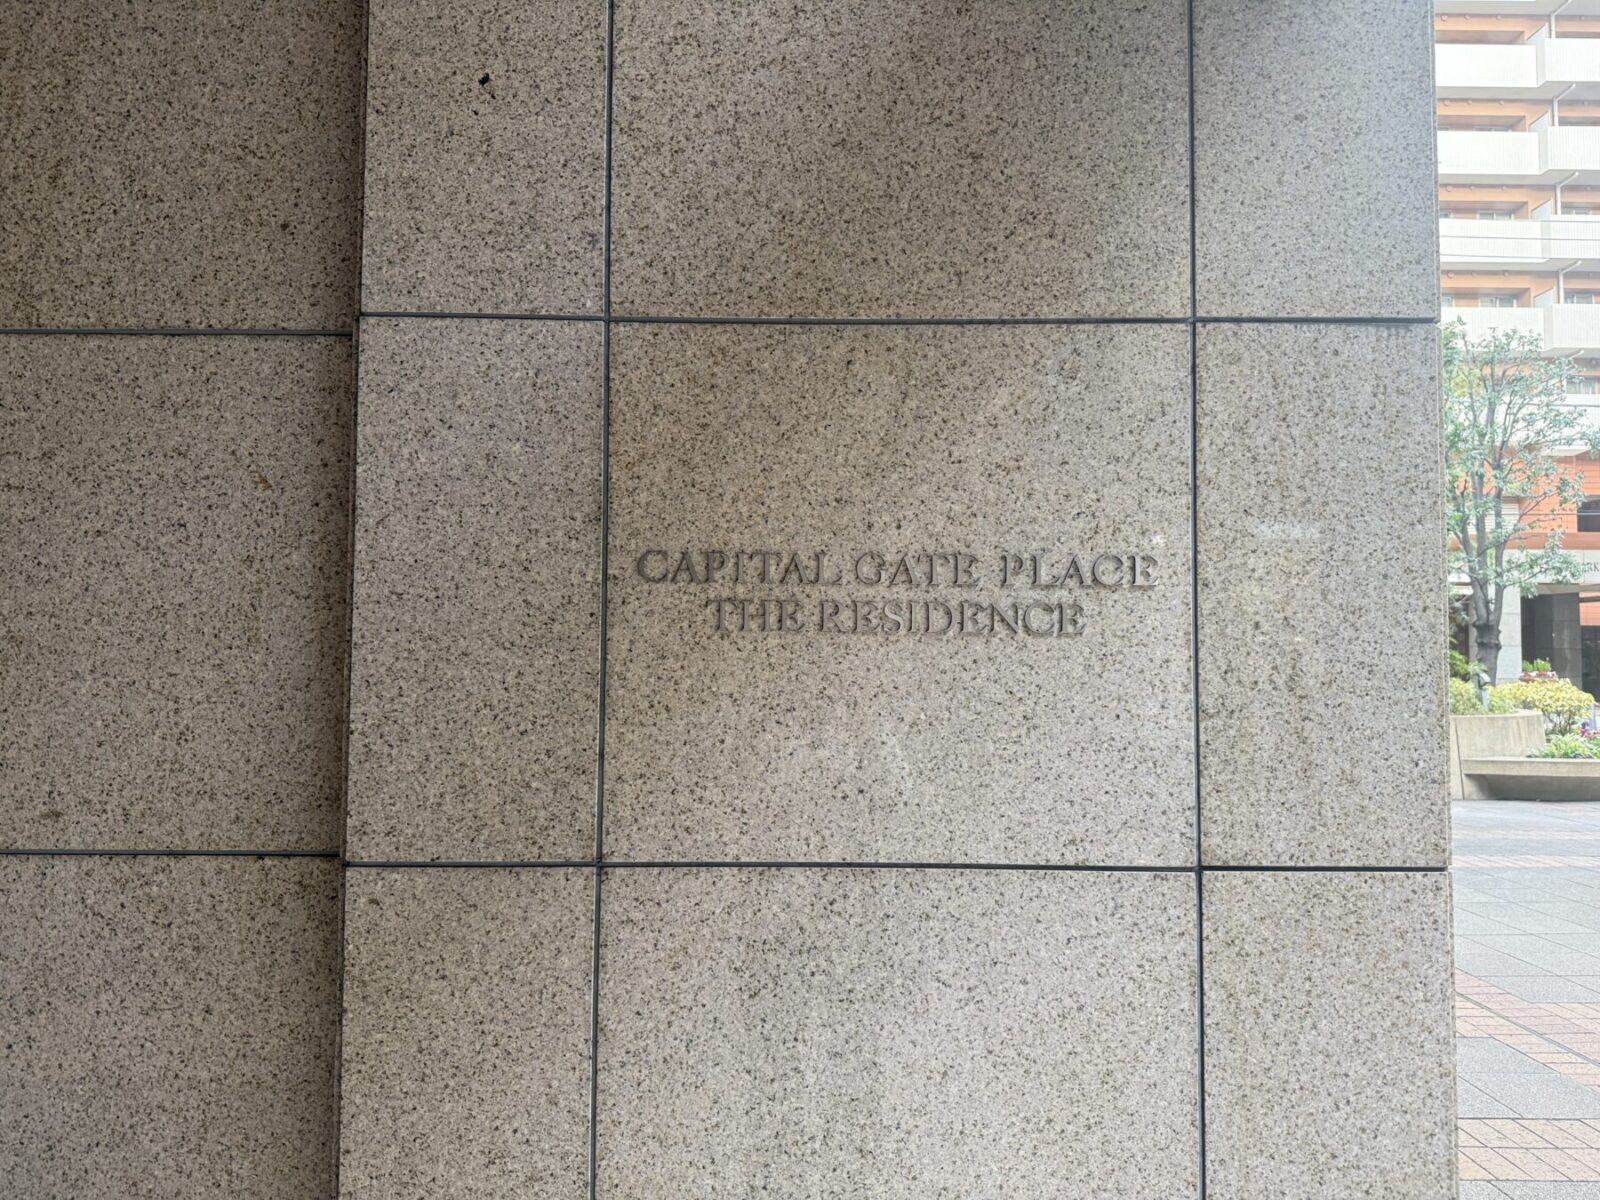 CAPITAL GATE PLACE
THE RESIDENCE